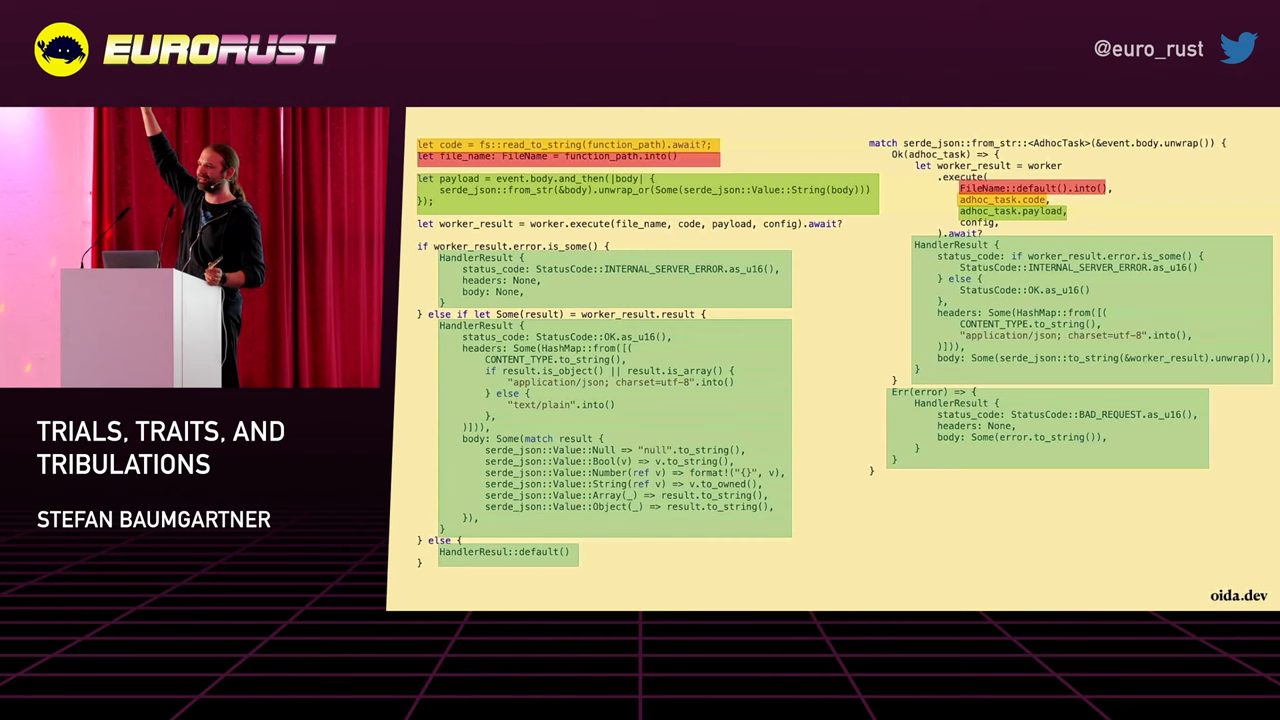 EURORUST
@euro_rust
TRIALS, TRAITS, AND
TRIBULATIONS
STEFAN BAUMGARTNER
let code = fs::read_to_string(function_path).await?;
let file_name: FileName = function_path.into()
let payload = event.body.and_then(|body| {
    serde_json::from_str(&body).unwrap_or(Some(serde_json::Value::String(body)))
});
let worker_result = worker.execute(file_name, code, payload, config).await?
if worker_result.error.is_some() {
    HandlerResult {
        status_code: StatusCode::INTERNAL_SERVER_ERROR.as_u16(),
        headers: None,
        body: None,
    }
} else if let Some(result) = worker_result.result {
    HandlerResult {
        status_code: StatusCode::OK.as_u16(),
        headers: Some(HashMap::from([(
            CONTENT_TYPE.to_string(),
            if result.is_object() || result.is_array() {
                "application/json; charset=utf-8".into()
            } else {
                "text/plain".into()
            },
        )])),
        body: Some(match result {
            serde_json::Value::Null => "null".to_string(),
            serde_json::Value::Bool(v) => v.to_string(),
            serde_json::Value::Number(ref v) => format!("{}", v),
            serde_json::Value::String(ref v) => v.to_owned(),
            serde_json::Value::Array(_) => result.to_string(),
            serde_json::Value::Object(_) => result.to_string(),
        }),
    }
} else {
    HandlerResul::default()
}
match serde_json::from_str::<AdhocTask>(&event.body.unwrap()) {
    Ok(adhoc_task) => {
        let worker_result = worker
            .execute(
                FileName::default().into(),
                adhoc_task.code,
                adhoc_task.payload,
                config,
            ).await?
        HandlerResult {
            status_code: if worker_result.error.is_some() {
                StatusCode::INTERNAL_SERVER_ERROR.as_u16()
            } else {
                StatusCode::OK.as_u16()
            },
            headers: Some(HashMap::from([(
                CONTENT_TYPE.to_string(),
                "application/json; charset=utf-8".into(),
            )])),
            body: Some(serde_json::to_string(&worker_result).unwrap()),
        }
    }
    Err(error) => {
        HandlerResult {
            status_code: StatusCode::BAD_REQUEST.as_u16(),
            headers: None,
            body: Some(error.to_string()),
        }
    }
}
oida.dev